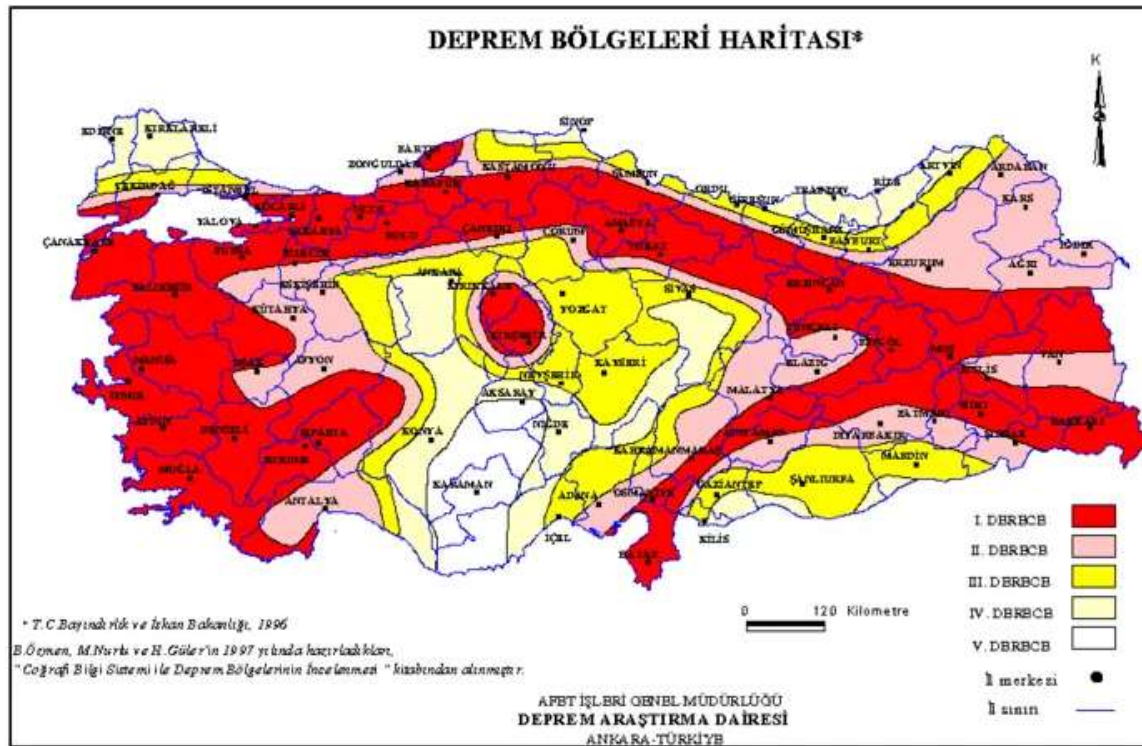 DEPREM BÖLGELERİ HARİTASI*
K
SİNOP
KIRKLARELİ
EDİRNE
BARTIN
ZONGULDAK
KASTAMONU
SAMSUN
ORDU
GİRESUN
TRABZON
RİZE
ARTVİN
ARDAHAN
KARS
TEKİRDAĞ
İSTANBUL
KOCAELİ
YALOVA
SAKARYA
BOLU
ÇANKIRI
ÇORUM
AMASYA
TOKAT
GÜMÜŞHANE
BAYBURT
ERZURUM
IĞDIR
AĞRI
ÇANAKKALE
BURSA
BİLECİK
ESKİŞEHİR
ANKARA
KIRIKKALE
YOZGAT
SİVAS
ERZİNCAN
BALIKESİR
KÜTAHYA
KIRŞEHİR
TUNCELİ
BİNGÖL
MUŞ
VAN
BİTLİS
MANİSA
UŞAK
AFYON
NEVŞEHİR
KAYSERİ
ELAZIĞ
MALATYA
İZMİR
AKSARAY
AYDIN
DENİZLİ
ISPARTA
BURDUR
KONYA
NİĞDE
KAHRAMANMARAŞ
ADIYAMAN
DİYARBAKIR
BATMAN
SİİRT
ŞIRNAK
HAKKARİ
MARDİN
MUĞLA
ANTALYA
KARAMAN
ADANA
OSMANİYE
GAZİANTEP
ŞANLIURFA
İÇEL
KİLİS
HATAY
I. DBRBCB
II. DBRBCB
III. DBRBCB
IV. DBRBCB
V. DBRBCB
0 120 Kilometre
İl merkezi
İl sınırı
* T.C.Bayındırlık ve İskan Bakanlığı, 1996
B.Özmen, M.Nurlu ve H.Güler'in 1997 yılında hazırladıkları,
"Coğrafi Bilgi Sistemi ile Deprem Bölgelerinin İncelenmesi" kitabından alınmıştır.
AFET İŞLERİ GENEL MÜDÜRLÜĞÜ
DEPREM ARAŞTIRMA DAİRESİ
ANKARA-TÜRKİYE